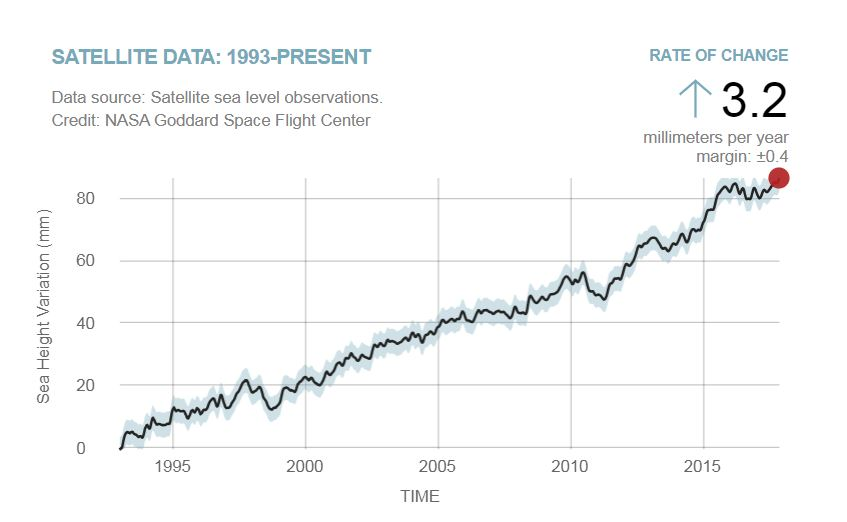 SATELLITE DATA: 1993-PRESENT
Data source: Satellite sea level observations.
Credit: NASA Goddard Space Flight Center
RATE OF CHANGE
↑ 3.2
millimeters per year
margin: ±0.4
Sea Height Variation (mm)
80
60
40
20
0
1995 2000 2005 2010 2015
TIME